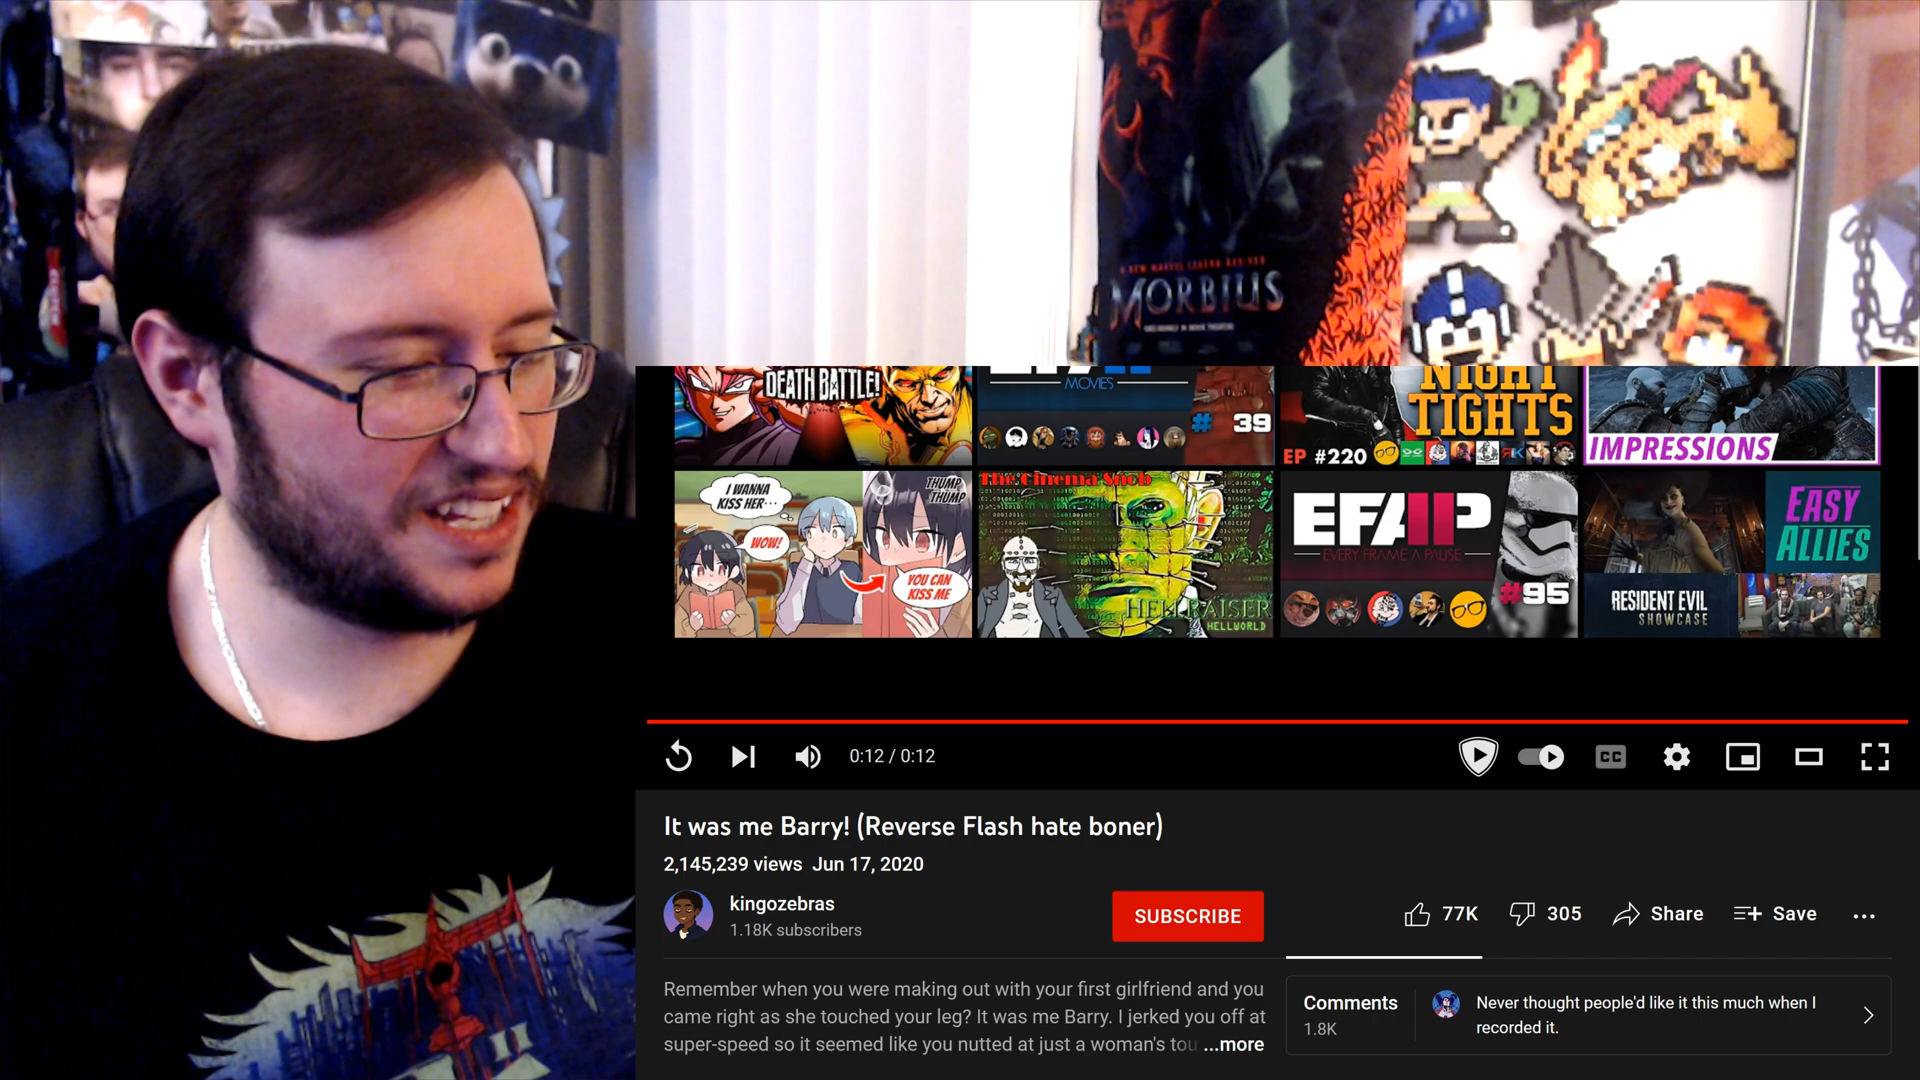 A NEW MARVEL LEGEND ARRIVES
MORBIUS
DEATH BATTLE!
MOVIES
# 39
NIGHT
TIGHTS
EP #220
IMPRESSIONS
I WANNA
KISS HER...
WOW!
THUMP
THUMP
YOU CAN
KISS ME
The Cinema Snob
HELLRAISER
HELLWORLD
EFAP
EVERY FRAME A PAUSE
#95
EASY
ALLIES
RESIDENT EVIL
SHOWCASE
0:12 / 0:12
CC
It was me Barry! (Reverse Flash hate boner)
2,145,239 views Jun 17, 2020
kingozebras
1.18K subscribers
SUBSCRIBE
77K
305
Share
Save
Remember when you were making out with your first girlfriend and you
came right as she touched your leg? It was me Barry. I jerked you off at
super-speed so it seemed like you nutted at just a woman's tou ...more
Comments
1.8K
Never thought people'd like it this much when I
recorded it.